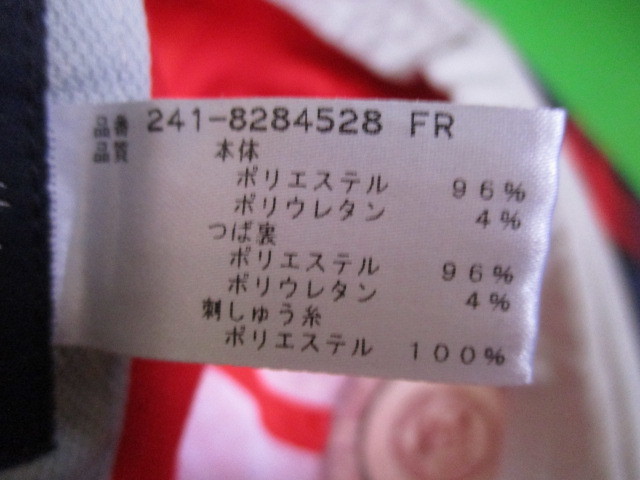 品番 241-8284528 FR
品質 本体
ポリエステル 96%
ポリウレタン 4%
つば裏
ポリエステル 96%
ポリウレタン 4%
刺しゅう糸
ポリエステル 100%